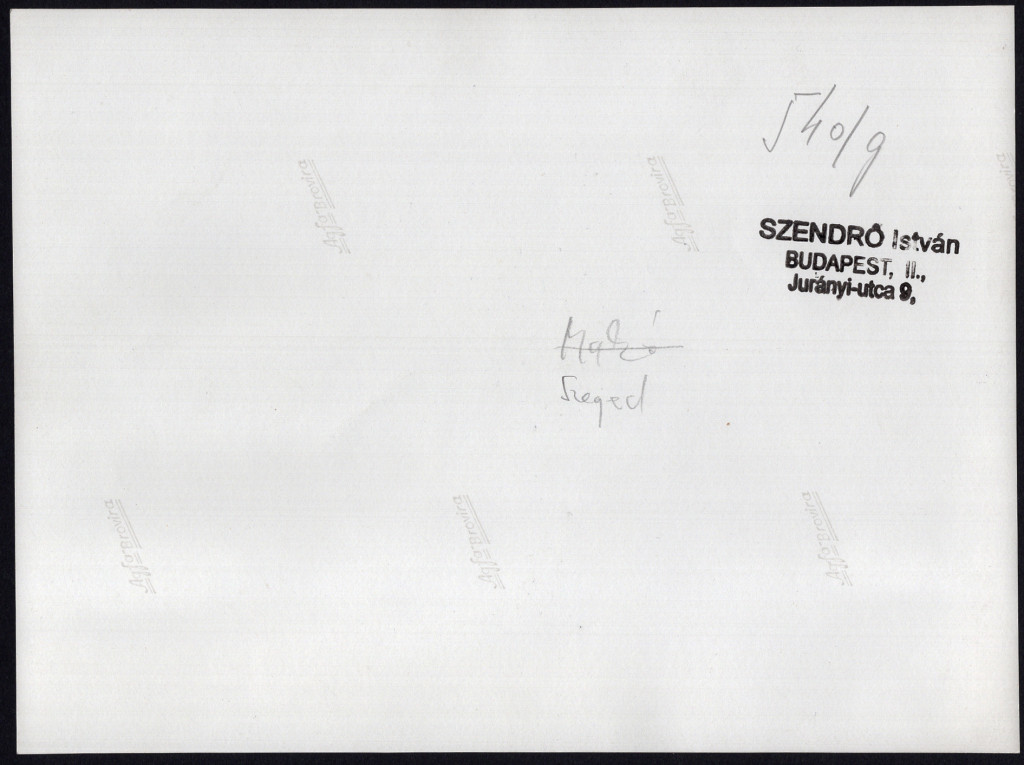 540/g
SZENDRŐ István
BUDAPEST, II.,
Jurányi-utca 9.
Makó
Szeged
Agfa-Brovira
Agfa-Brovira
Agfa-Brovira
Agfa-Brovira
Agfa-Brovira